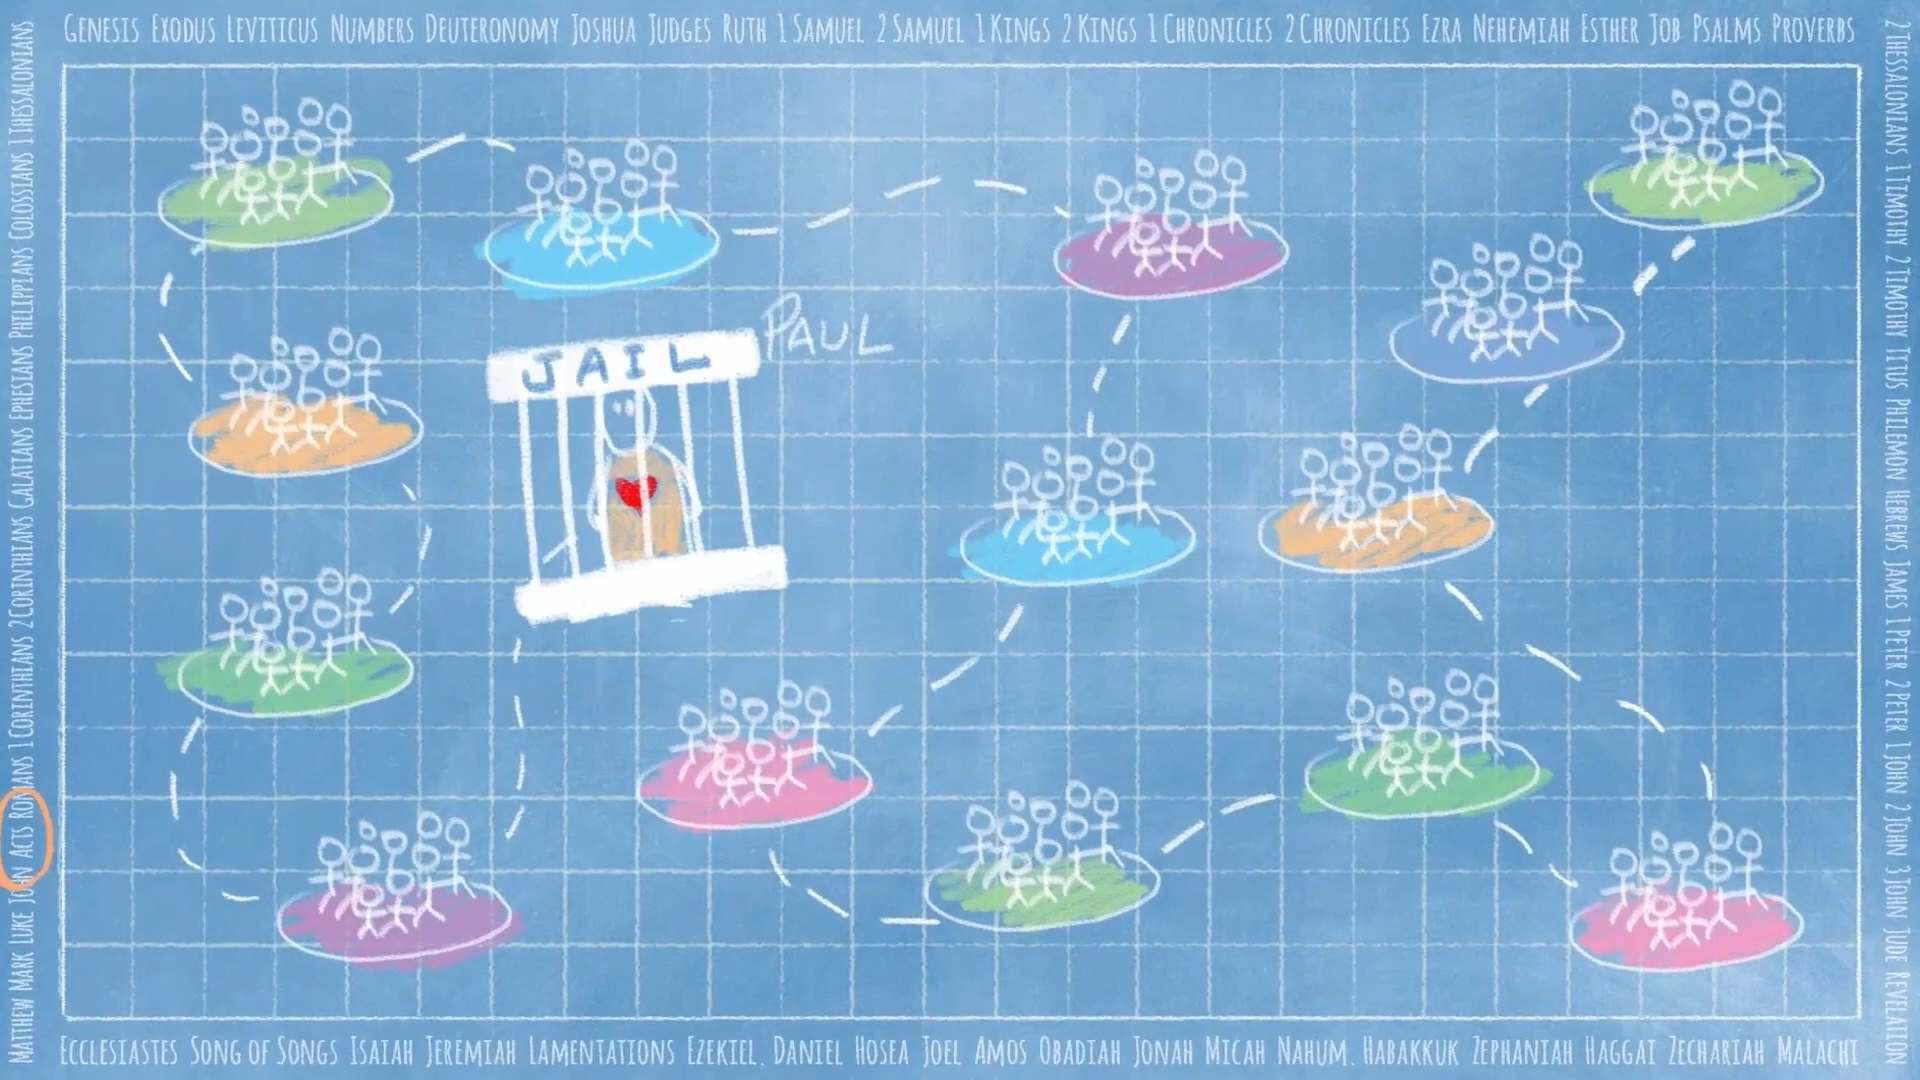 Genesis Exodus Leviticus Numbers Deuteronomy Joshua Judges Ruth 1 Samuel 2 Samuel 1 Kings 2 Kings 1 Chronicles 2 Chronicles Ezra Nehemiah Esther Job Psalms Proverbs
Paul
JAIL
Ecclesiastes Song of Songs Isaiah Jeremiah Lamentations Ezekiel. Daniel Hosea Joel Amos Obadiah Jonah Micah Nahum. Habakkuk Zephaniah Haggai Zechariah Malachi
Matthew Mark Luke John Acts Romans 1 Corinthians 2 Corinthians Galatians Ephesians Philippians Colossians 1 Thessalonians
2 Thessalonians 1 Timothy 2 Timothy Titus Philemon Hebrews James 1 Peter 2 Peter 1 John 2 John 3 John Jude Revelation